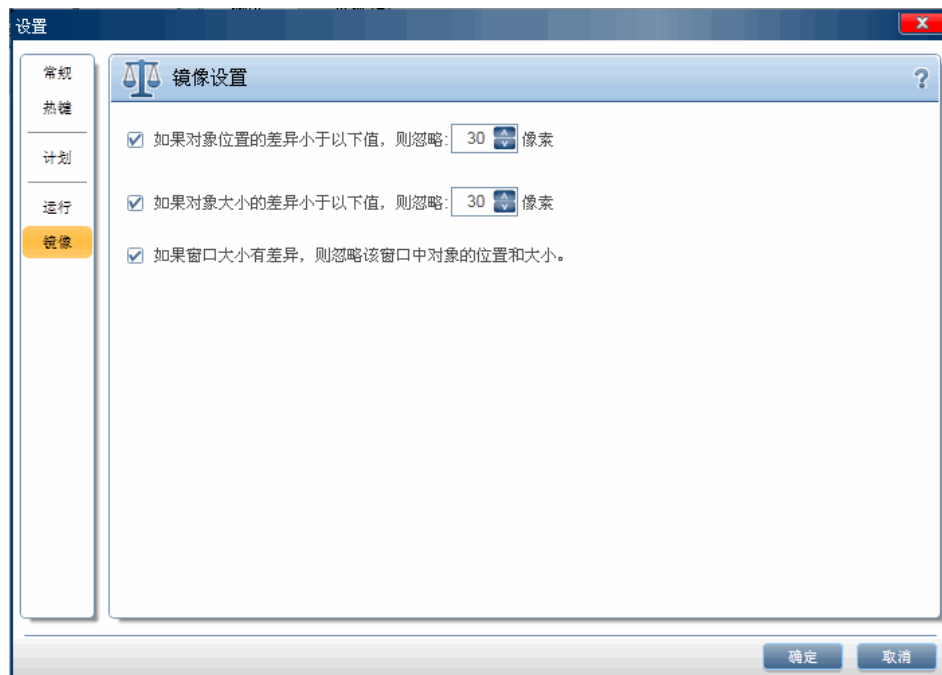 设置
常规
热键
计划
运行
镜像
镜像设置
?
如果对象位置的差异小于以下值，则忽略: 30 像素
如果对象大小的差异小于以下值，则忽略: 30 像素
如果窗口大小有差异，则忽略该窗口中对象的位置和大小。
确定
取消